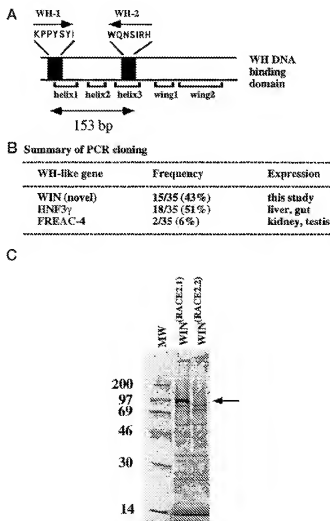 A
WH-1 WH-2
KPPYSYI WQNSIRH
WH DNA
binding
domain
helix1 helix2 helix3 wing1 wing2
153 bp
B Summary of PCR cloning
WH-like gene Frequency Expression
WIN (novel) 15/35 (43%) this study
HNF3γ 18/35 (51%) liver, gut
FREAC-4 2/35 (6%) kidney, testis
C
MW WIN(RACE2.1) WIN(RACE2.2)
200
97
69
46
30
14